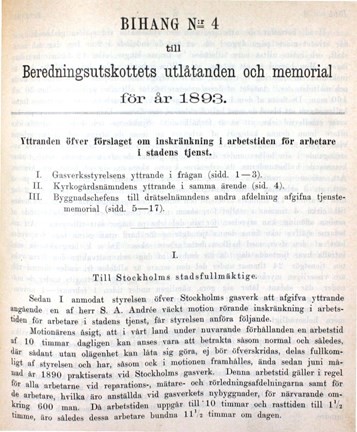 BIHANG Nr 4
till
Beredningsutskottets utlåtanden och memorial
för år 1893.
Yttranden öfver förslaget om inskränkning i arbetstiden för arbetare
i stadens tjenst.
I. Gasverksstyrelsens yttrande i frågan (sidd. 1—3).
II. Kyrkogårdsnämndens yttrande i samma ärende (sid. 4).
III. Byggnadschefens till drätselnämndens andra afdelning afgifna tjenste-
memorial (sidd. 5—17).
I.
Till Stockholms stadsfullmäktige.
Sedan I anmodat styrelsen öfver Stockholms gasverk att afgifva yttrande
angående en af herr S. A. Andrée väckt motion rörande inskränkning i arbets-
tiden för arbetare i stadens tjenst, får styrelsen anföra följande.
Motionärens åsigt, att i vårt land under nuvarande förhållanden en arbetstid
af 10 timmar dagligen kan anses vara att betrakta såsom normal och således,
där sådant utan olägenhet kan låta sig göra, ej bör öfverskridas, delas fullkom-
ligt af styrelsen och har, såsom ock i motionen framhålles, ända sedan juni må-
nad år 1890 praktiserats vid Stockholms gasverk. Denna arbetstid gäller i regel
för alla arbetarne vid reparations-, mätare- och rörledningsafdelningarna samt för
de arbetare, hvilka äro anställda vid gasverkets nybyggnader, för närvarande om-
kring 600 man. Då arbetstiden uppgår till 10 timmar och rasttiden till 1½
timme, äro således dessa arbetare bundna 11½ timmar om dagen.